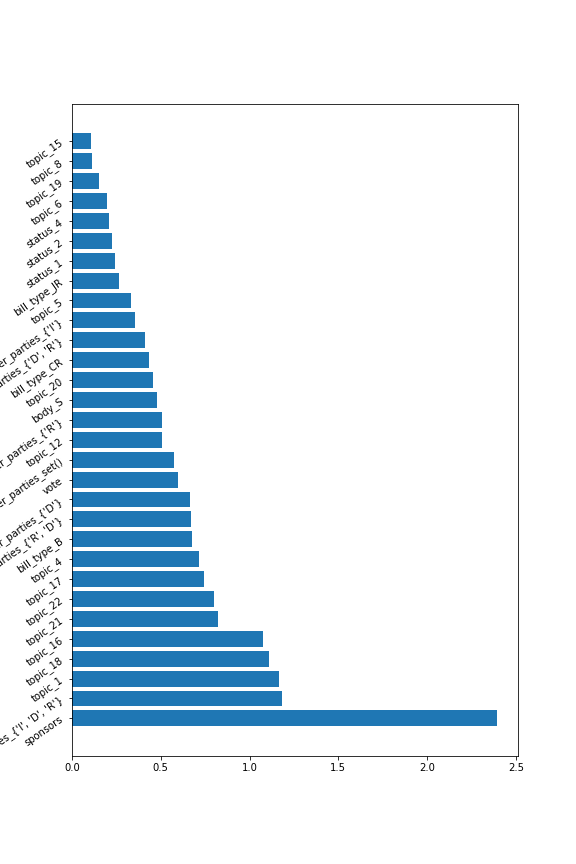 topic_15
topic_8
topic_19
topic_6
status_4
status_2
status_1
bill_type_JR
topic_5
er_parties_{'I'}
arties_{'D', 'R'}
bill_type_CR
topic_20
body_S
r_parties_{'R'}
topic_12
er_parties_set()
vote
r_parties_{'D'}
arties_{'R', 'D'}
bill_type_B
topic_4
topic_17
topic_22
topic_21
topic_16
topic_18
topic_1
es_{'I', 'D', 'R'}
sponsors
0.0 0.5 1.0 1.5 2.0 2.5